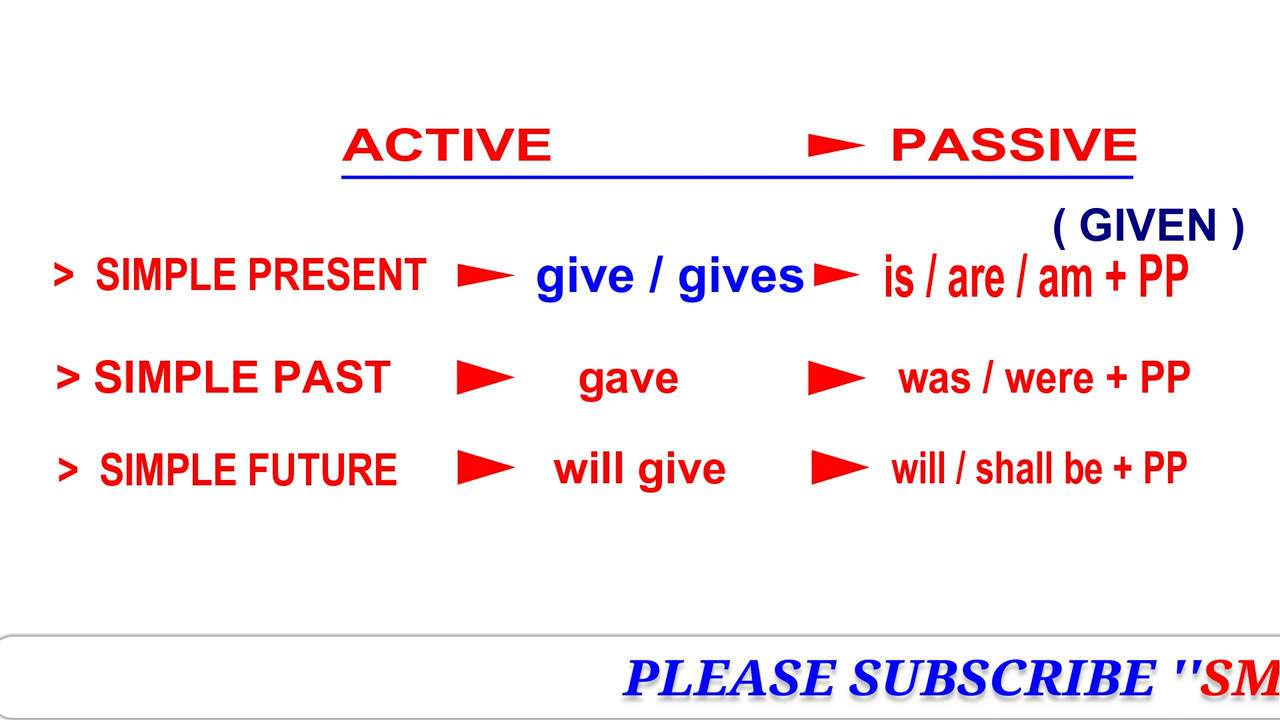 ACTIVE PASSIVE
( GIVEN )
> SIMPLE PRESENT give / gives is / are / am + PP
> SIMPLE PAST gave was / were + PP
> SIMPLE FUTURE will give will / shall be + PP
PLEASE SUBSCRIBE "SM